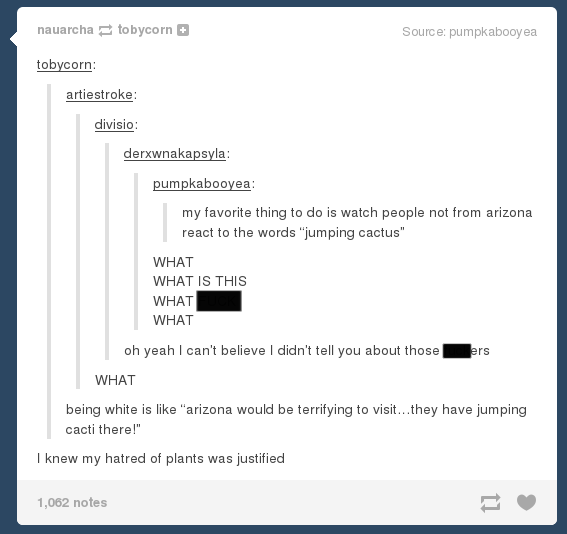 nauarcha tobycorn
Source: pumpkabooyea
tobycorn:
artiestroke:
divisio:
derxwnakapsyla:
pumpkabooyea:
my favorite thing to do is watch people not from arizona
react to the words “jumping cactus”
WHAT
WHAT IS THIS
WHAT
WHAT
oh yeah I can't believe I didn't tell you about those ers
WHAT
being white is like “arizona would be terrifying to visit...they have jumping
cacti there!”
I knew my hatred of plants was justified
1,062 notes